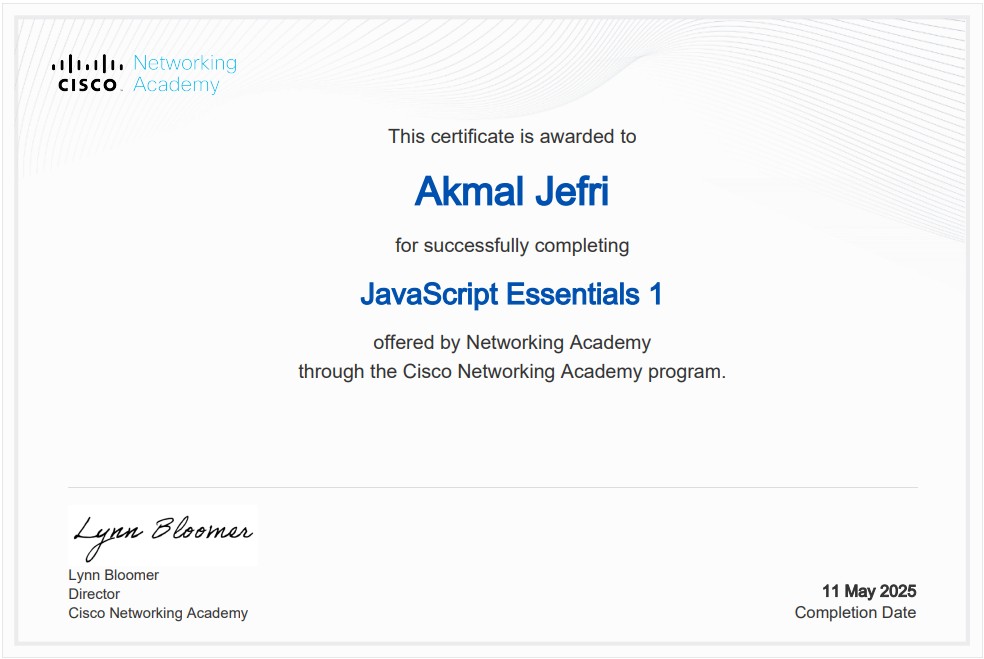 Networking
CISCO Academy
This certificate is awarded to
Akmal Jefri
for successfully completing
JavaScript Essentials 1
offered by Networking Academy
through the Cisco Networking Academy program.
Lynn Bloomer
Lynn Bloomer
Director
Cisco Networking Academy
11 May 2025
Completion Date